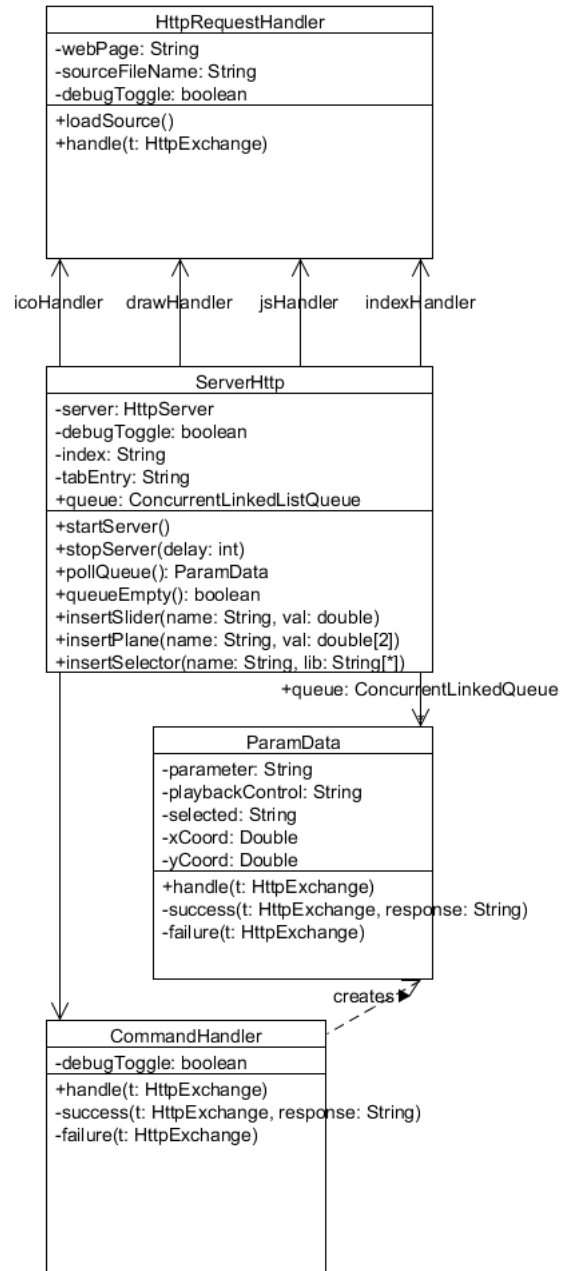 HttpRequestHandler
-webPage: String
-sourceFileName: String
-debugToggle: boolean
+loadSource()
+handle(t: HttpExchange)
icoHandler drawHandler jsHandler indexHandler
ServerHttp
-server: HttpServer
-debugToggle: boolean
-index: String
-tabEntry: String
+queue: ConcurrentLinkedListQueue
+startServer()
+stopServer(delay: int)
+pollQueue(): ParamData
+queueEmpty(): boolean
+insertSlider(name: String, val: double)
+insertPlane(name: String, val: double[2])
+insertSelector(name: String, lib: String[*])
+queue: ConcurrentLinkedQueue
ParamData
-parameter: String
-playbackControl: String
-selected: String
-xCoord: Double
-yCoord: Double
+handle(t: HttpExchange)
-success(t: HttpExchange, response: String)
-failure(t: HttpExchange)
creates
CommandHandler
-debugToggle: boolean
+handle(t: HttpExchange)
-success(t: HttpExchange, response: String)
-failure(t: HttpExchange)